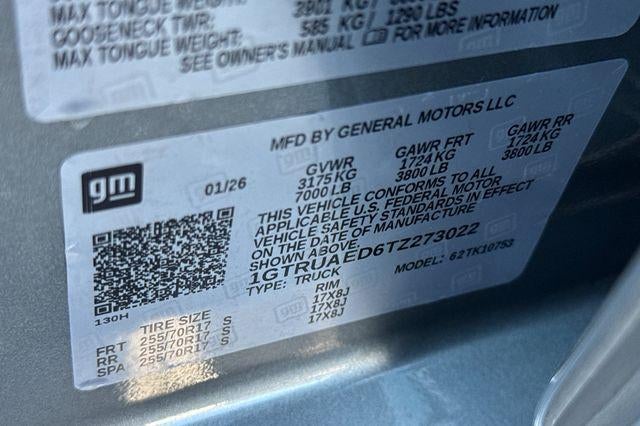 MAX TONGUE WEIGHT: 3801 KG
GOOSENECK TWR: 585 KG / 1290 LBS
MAX TONGUE WEIGHT:
SEE OWNER'S MANUAL FOR MORE INFORMATION
MFD BY GENERAL MOTORS LLC
gm
01/26
GVWR GAWR FRT GAWR RR
3175 KG 1724 KG 1724 KG
7000 LB 3800 LB 3800 LB
THIS VEHICLE CONFORMS TO ALL
APPLICABLE U.S. FEDERAL MOTOR
VEHICLE SAFETY STANDARDS IN EFFECT
ON THE DATE OF MANUFACTURE
SHOWN ABOVE.
1GTRUAED6TZ273022
TYPE: TRUCK MODEL: 62TK10753
130H
TIRE SIZE RIM
FRT 255/70R17 S 17X8J
RR 255/70R17 S 17X8J
SPA 255/70R17 S 17X8J